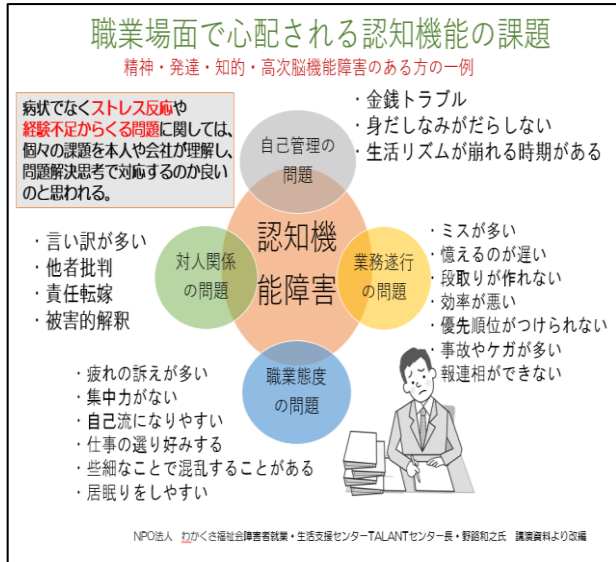 職業場面で心配される認知機能の課題
精神・発達・知的・高次脳機能障害のある方の一例
病状でなくストレス反応や
経験不足からくる問題に関しては、
個々の課題を本人や会社が理解し、
問題解決思考で対応するのか良い
のと思われる。
自己管理の
問題
・金銭トラブル
・身だしなみがだらしない
・生活リズムが崩れる時期がある
認知機
能障害
対人関係
の問題
・言い訳が多い
・他者批判
・責任転嫁
・被害的解釈
業務遂行
の問題
・ミスが多い
・憶えるのが遅い
・段取りが作れない
・効率が悪い
・優先順位がつけられない
・事故やケガが多い
・報連相ができない
職業態度
の問題
・疲れの訴えが多い
・集中力がない
・自己流になりやすい
・仕事の選り好みする
・些細なことで混乱することがある
・居眠りをしやすい
NPO法人 わかくさ福祉会障害者就業・生活支援センターTALANTセンター長・野路和之氏 講演資料より改編